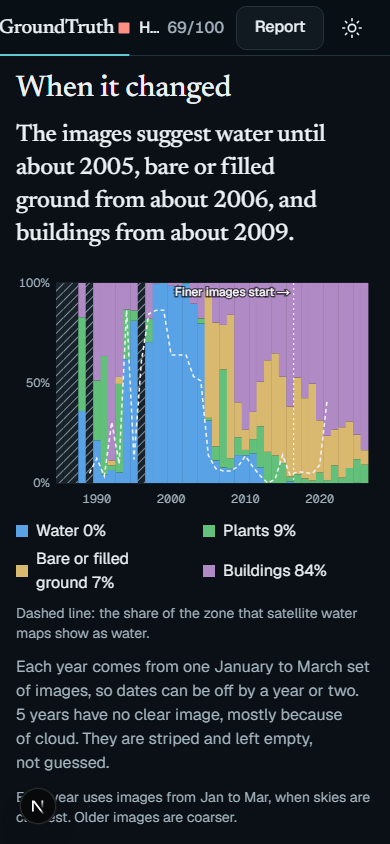 GroundTruth H... 69/100 Report
When it changed
The images suggest water until
about 2005, bare or filled
ground from about 2006, and
buildings from about 2009.
100%
Finer images start→
50%
0%
1990 2000 2010 2020
Water 0% Plants 9%
Bare or filled
ground 7%
Buildings 84%
Dashed line: the share of the zone that satellite water
maps show as water.
Each year comes from one January to March set
of images, so dates can be off by a year or two.
5 years have no clear image, mostly because
of cloud. They are striped and left empty,
not guessed.
year uses images from Jan to Mar, when skies are
N
Older images are coarser.